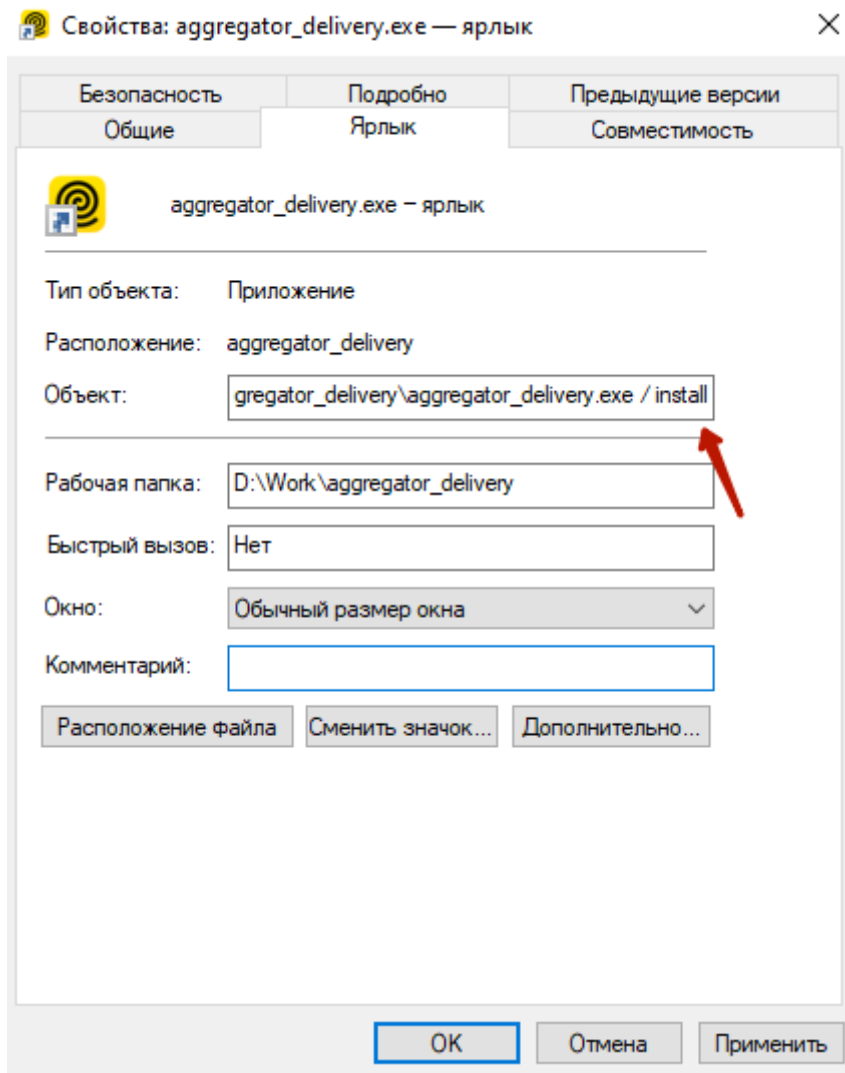 Свойства: aggregator_delivery.exe — ярлык
Безопасность Подробно Предыдущие версии
Общие Ярлык Совместимость
aggregator_delivery.exe – ярлык
Тип объекта: Приложение
Расположение: aggregator_delivery
Объект: gregator_delivery\aggregator_delivery.exe / install
Рабочая папка: D:\Work\aggregator_delivery
Быстрый вызов: Нет
Окно: Обычный размер окна
Комментарий:
Расположение файла Сменить значок... Дополнительно...
ОК Отмена Применить